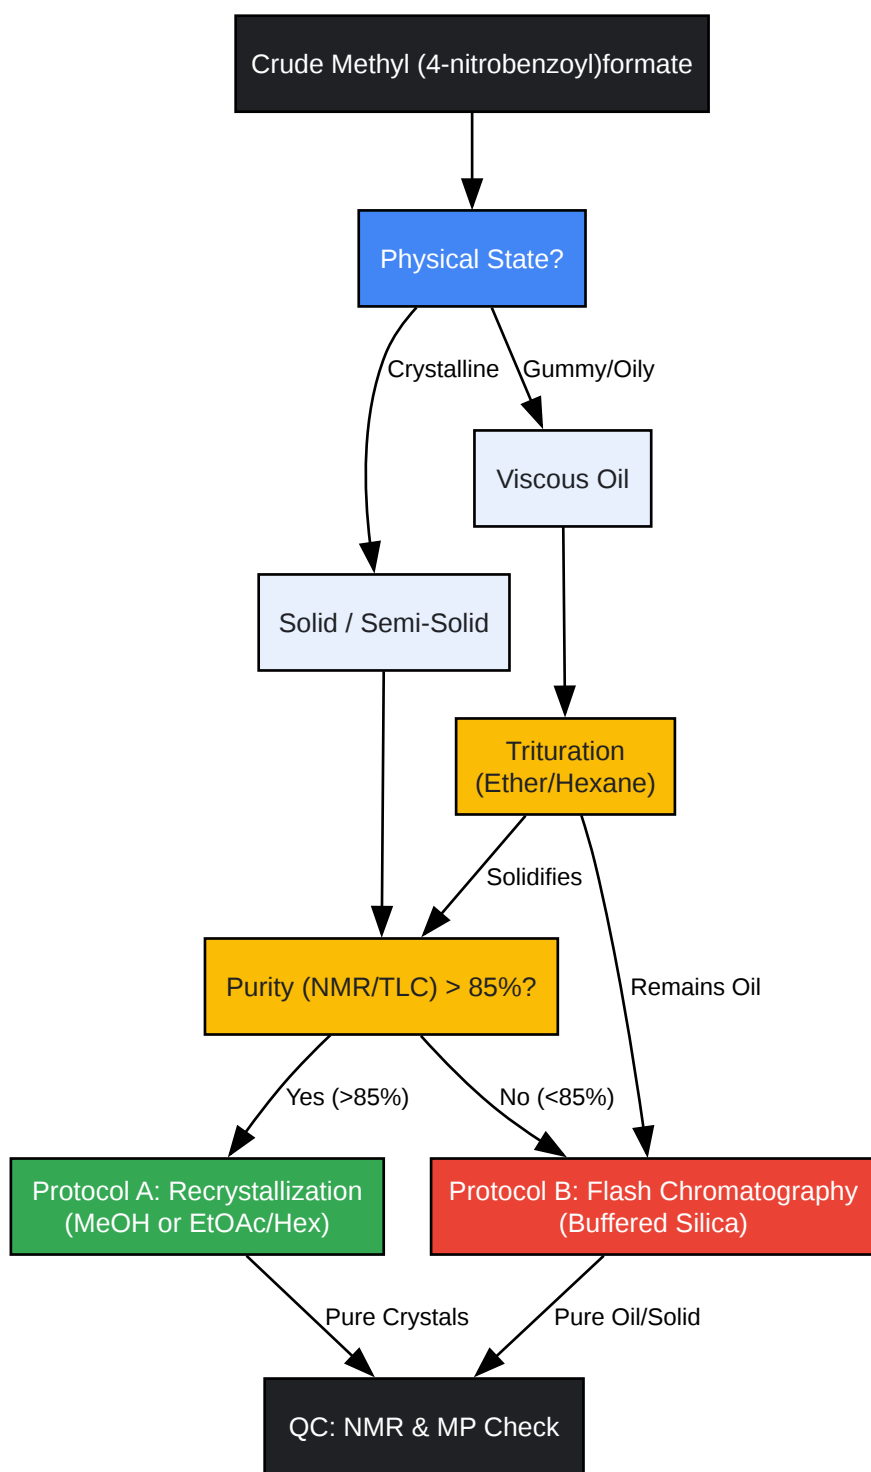 Crude Methyl (4-nitrobenzoyl)formate
Physical State?
Crystalline
Gummy/Oily
Viscous Oil
Solid / Semi-Solid
Trituration
(Ether/Hexane)
Solidifies
Purity (NMR/TLC) > 85%?
Remains Oil
Yes (>85%)
No (<85%)
Protocol A: Recrystallization
(MeOH or EtOAc/Hex)
Protocol B: Flash Chromatography
(Buffered Silica)
Pure Crystals
Pure Oil/Solid
QC: NMR & MP Check